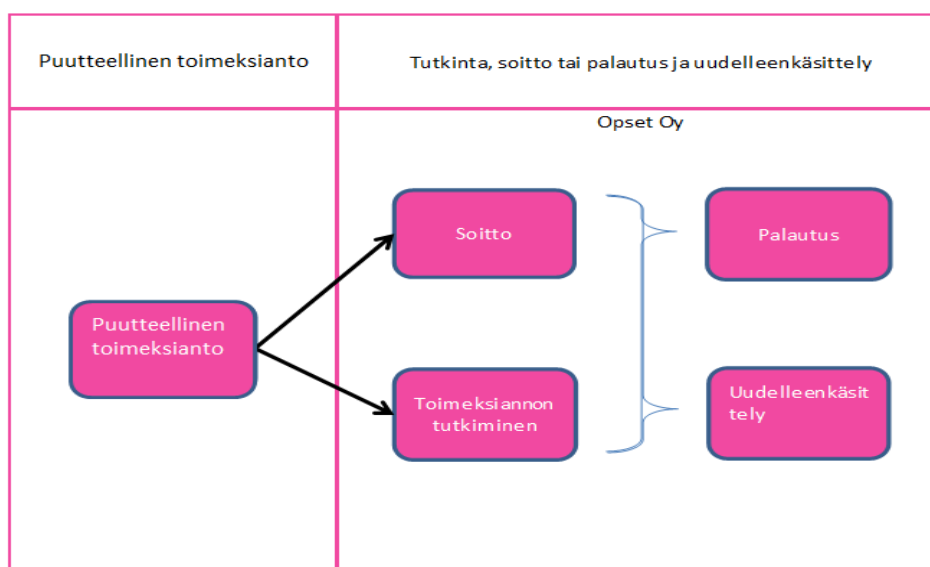 Puutteellinen toimeksianto
Tutkinta, soitto tai palautus ja uudelleenkäsittely
Opset Oy
Soitto
Palautus
Puutteellinen
toimeksianto
Toimeksiannon
tutkiminen
Uudelleenkäsit
tely